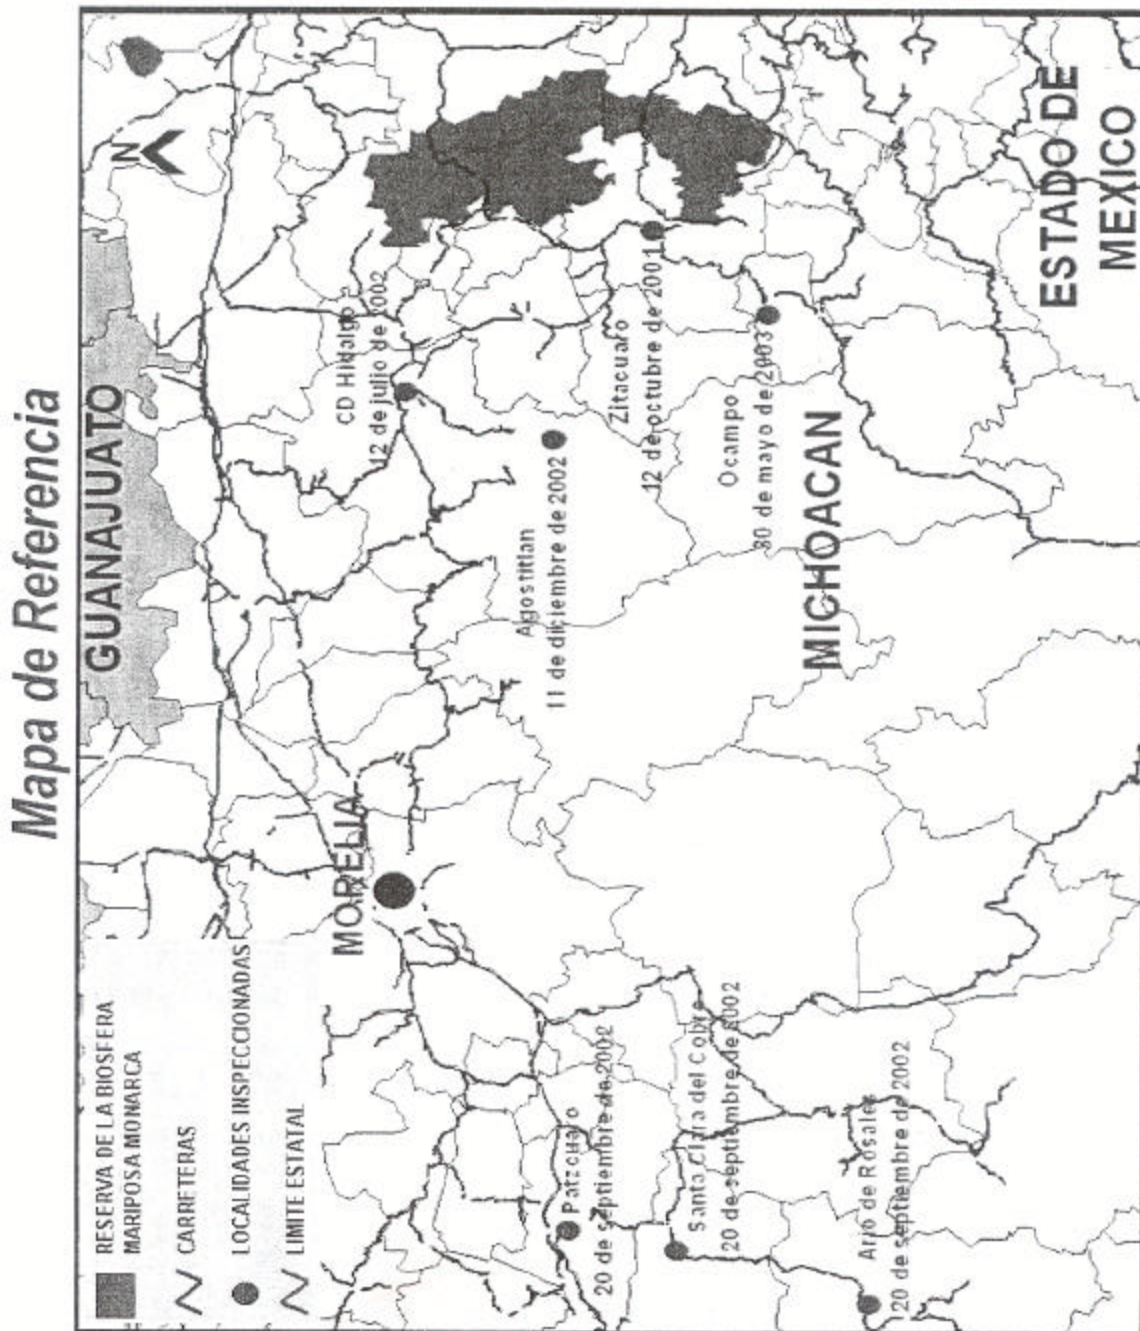 Mapa de Referencia
RESERVA DE LA BIOSFERA
MARIPOSA MONARCA
CARRETERAS
LOCALIDADES INSPECCIONADAS
LIMITE ESTATAL
GUANAJUATO
N
MORELIA
CD Hidalgo
12 de julio de 2002
Agostitlan
11 de diciembre de 2002
Zitacuaro
12 de octubre de 2001
Ocampo
30 de mayo de 2003
MICHOACAN
ESTADO DE
MEXICO
Patzcuaro
20 de septiembre de 2002
Santa Clara del Cobre
20 de septiembre de 2002
Ario de Rosales
20 de septiembre de 2002